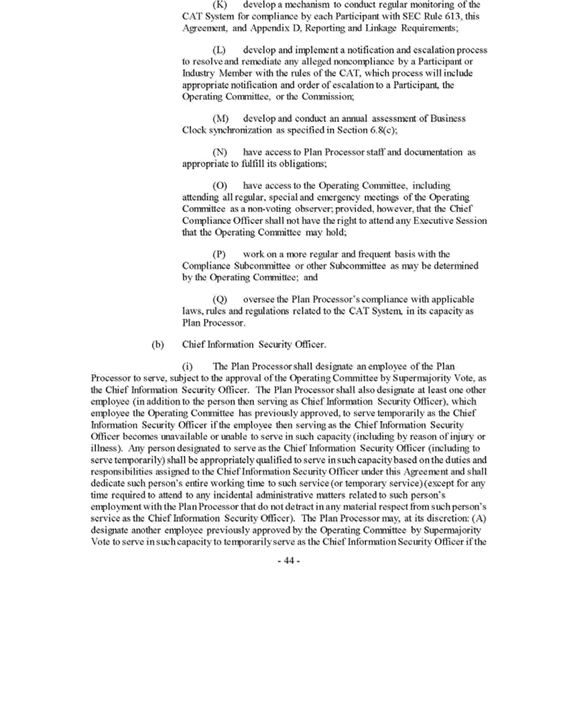 (K) develop a mechanism to conduct regular monitoring of the
CAT System for compliance by each Participant with SEC Rule 613, this
Agreement, and Appendix D, Reporting and Linkage Requirements;
(L) develop and implement a notification and escalation process
to resolve and remediate any alleged noncompliance by a Participant or
Industry Member with the rules of the CAT, which process will include
appropriate notification and order of escalation to a Participant, the
Operating Committee, or the Commission;
(M) develop and conduct an annual assessment of Business
Clock synchronization as specified in Section 6.8(c);
(N) have access to Plan Processor staff and documentation as
appropriate to fulfill its obligations;
(O) have access to the Operating Committee, including
attending all regular, special and emergency meetings of the Operating
Committee as a non-voting observer; provided, however, that the Chief
Compliance Officer shall not have the right to attend any Executive Session
that the Operating Committee may hold;
(P) work on a more regular and frequent basis with the
Compliance Subcommittee or other Subcommittee as may be determined
by the Operating Committee; and
(Q) oversee the Plan Processor's compliance with applicable
laws, rules and regulations related to the CAT System, in its capacity as
Plan Processor.
(b) Chief Information Security Officer.
(i) The Plan Processor shall designate an employee of the Plan
Processor to serve, subject to the approval of the Operating Committee by Supermajority Vote, as
the Chief Information Security Officer. The Plan Processor shall also designate at least one other
employee (in addition to the person then serving as Chief Information Security Officer), which
employee the Operating Committee has previously approved, to serve temporarily as the Chief
Information Security Officer if the employee then serving as the Chief Information Security
Officer becomes unavailable or unable to serve in such capacity (including by reason of injury or
illness). Any person designated to serve as the Chief Information Security Officer (including to
serve temporarily) shall be appropriately qualified to serve in such capacity based on the duties and
responsibilities assigned to the Chief Information Security Officer under this Agreement and shall
dedicate such person's entire working time to such service (or temporary service) (except for any
time required to attend to any incidental administrative matters related to such person's
employment with the Plan Processor that do not detract in any material respect from such person's
service as the Chief Information Security Officer). The Plan Processor may, at its discretion: (A)
designate another employee previously approved by the Operating Committee by Supermajority
Vote to serve in such capacity to temporarily serve as the Chief Information Security Officer if the
- 44 -